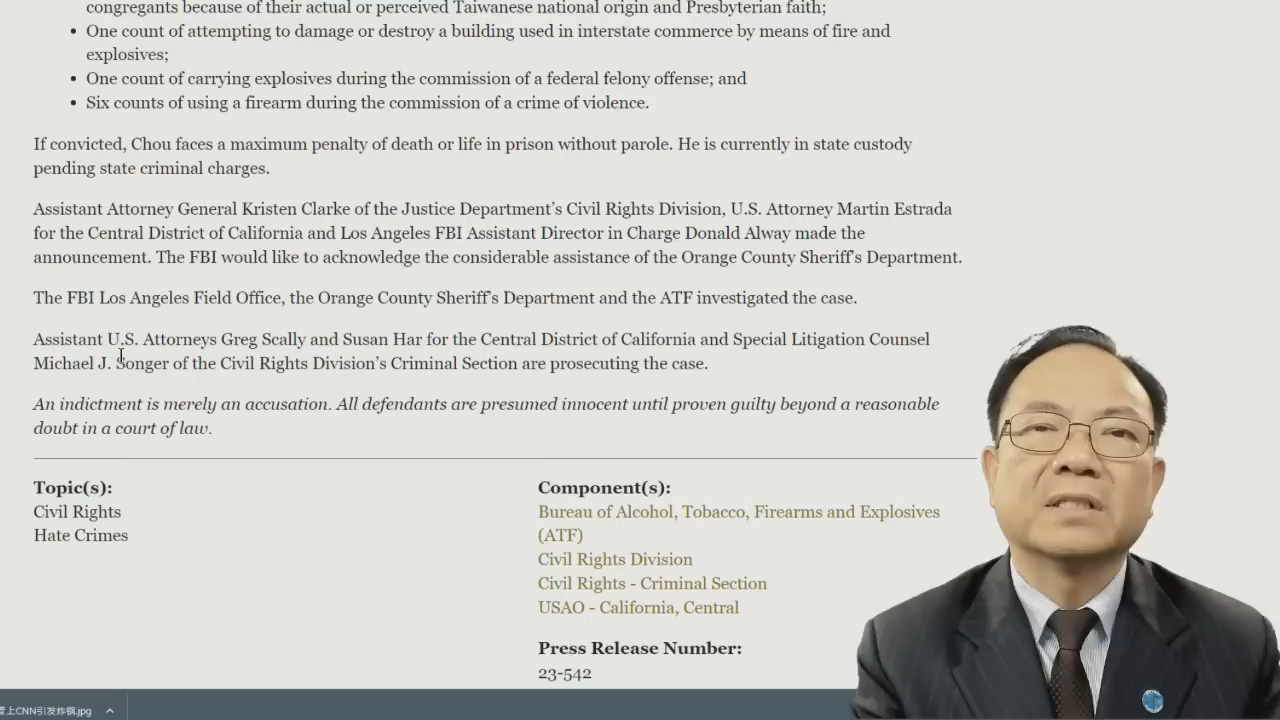 congregants because of their actual or perceived Taiwanese national origin and Presbyterian faith;
• One count of attempting to damage or destroy a building used in interstate commerce by means of fire and
explosives;
• One count of carrying explosives during the commission of a federal felony offense; and
• Six counts of using a firearm during the commission of a crime of violence.
If convicted, Chou faces a maximum penalty of death or life in prison without parole. He is currently in state custody
pending state criminal charges.
Assistant Attorney General Kristen Clarke of the Justice Department’s Civil Rights Division, U.S. Attorney Martin Estrada
for the Central District of California and Los Angeles FBI Assistant Director in Charge Donald Alway made the
announcement. The FBI would like to acknowledge the considerable assistance of the Orange County Sheriff’s Department.
The FBI Los Angeles Field Office, the Orange County Sheriff’s Department and the ATF investigated the case.
Assistant U.S. Attorneys Greg Scally and Susan Har for the Central District of California and Special Litigation Counsel
Michael J. Songer of the Civil Rights Division’s Criminal Section are prosecuting the case.
An indictment is merely an accusation. All defendants are presumed innocent until proven guilty beyond a reasonable
doubt in a court of law.
Topic(s):
Civil Rights
Hate Crimes
Component(s):
Bureau of Alcohol, Tobacco, Firearms and Explosives
(ATF)
Civil Rights Division
Civil Rights - Criminal Section
USAO - California, Central
Press Release Number:
23-542
上CNN引发炸锅.jpg